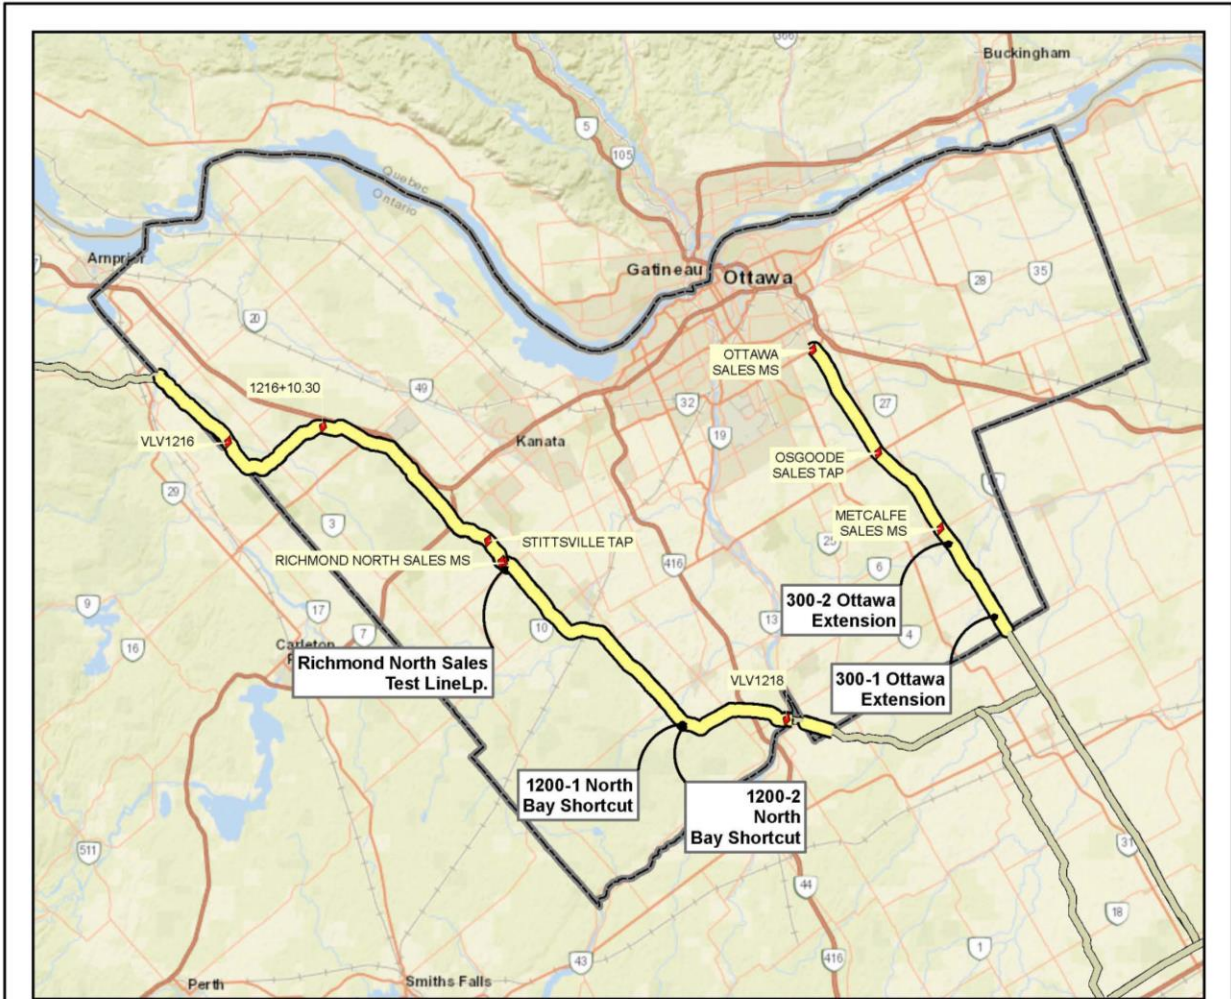 366
Buckingham
5
105
Quebec
Ontario
Arnprior
Gatineau
Ottawa
28
35
20
OTTAWA
SALES MS
1216+10.30
49
32
27
19
Kanata
VLV1216
OSGOODE
SALES TAP
29
3
METCALFE
SALES MS
STITTSVILLE TAP
RICHMOND NORTH SALES MS
416
6
300-2 Ottawa
Extension
9
17
7
10
13
4
16
Carleton
Richmond North Sales
Test LineLp.
300-1 Ottawa
Extension
VLV1218
1200-1 North
Bay Shortcut
1200-2
North
Bay Shortcut
511
31
44
18
43
416
1
Perth
Smiths Falls